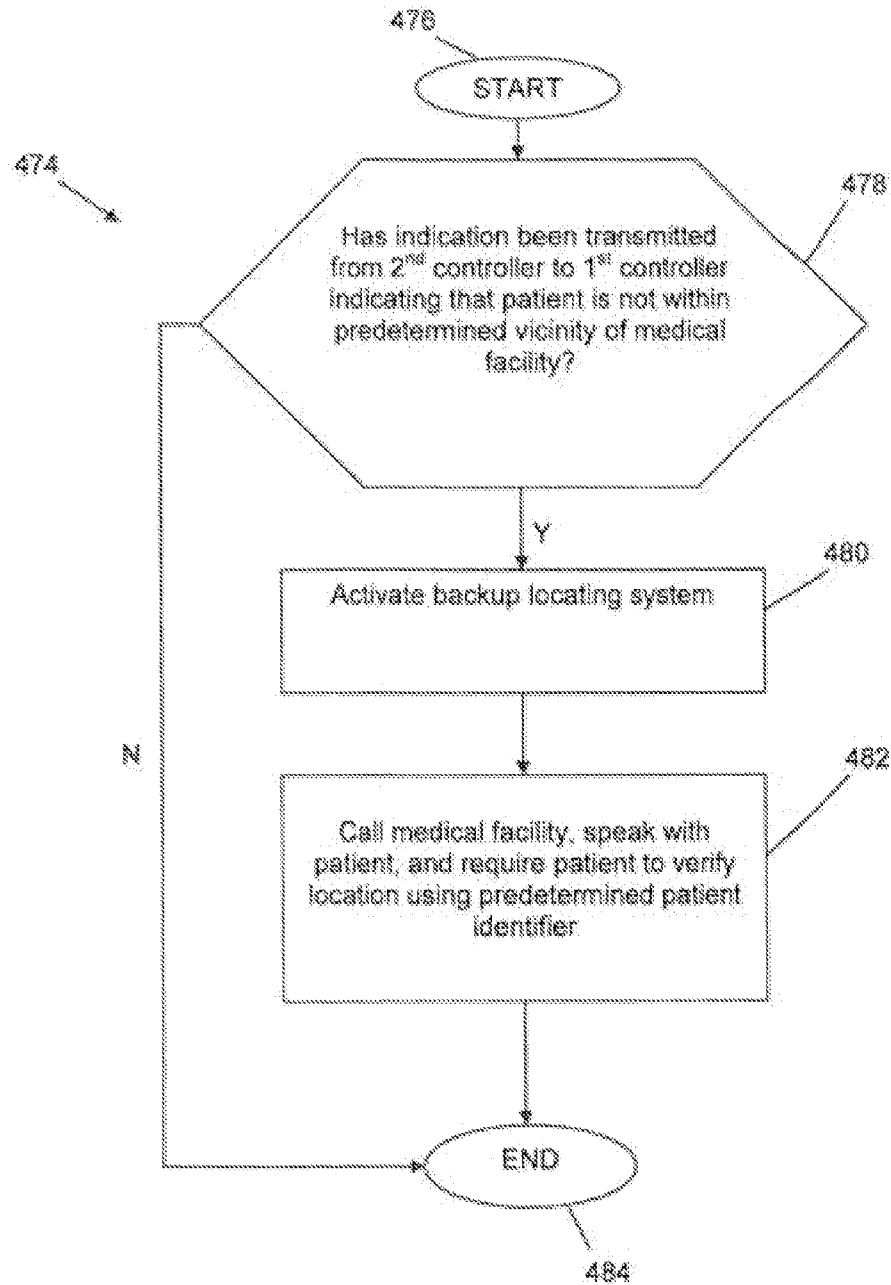 476
START
474
478
Has indication been transmitted
from 2nd controller to 1st controller
indicating that patient is not within
predetermined vicinity of medical
facility?
Y
480
Activate backup locating system
N
482
Call medical facility, speak with
patient, and require patient to verify
location using predetermined patient
identifier
END
484